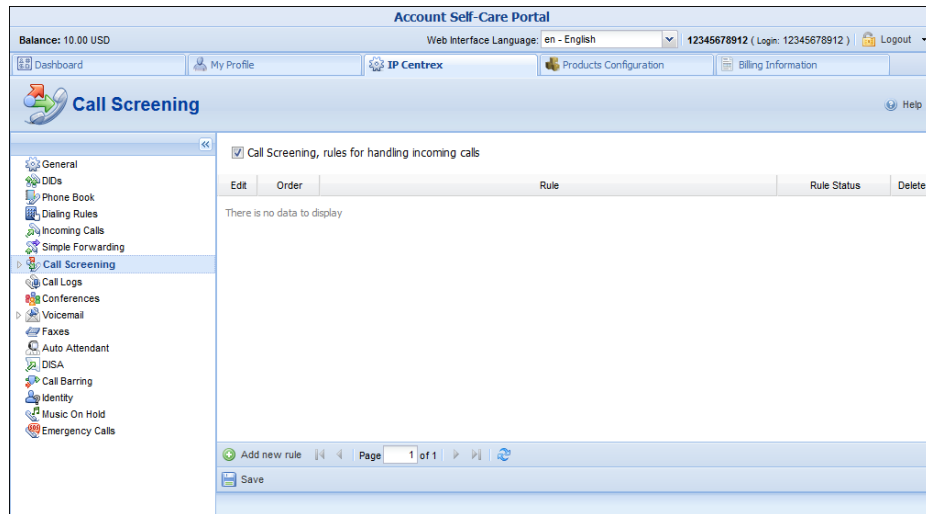 Account Self-Care Portal
Balance: 10.00 USD Web Interface Language: en - English 12345678912 ( Login: 12345678912 ) Logout
Dashboard My Profile IP Centrex Products Configuration Billing Information
Call Screening Help
Call Screening, rules for handling incoming calls
Edit Order Rule Rule Status Delete
There is no data to display
General
DIDs
Phone Book
Dialing Rules
Incoming Calls
Simple Forwarding
Call Screening
Call Logs
Conferences
Voicemail
Faxes
Auto Attendant
DISA
Call Barring
Identity
Music On Hold
Emergency Calls
Add new rule Page 1 of 1
Save